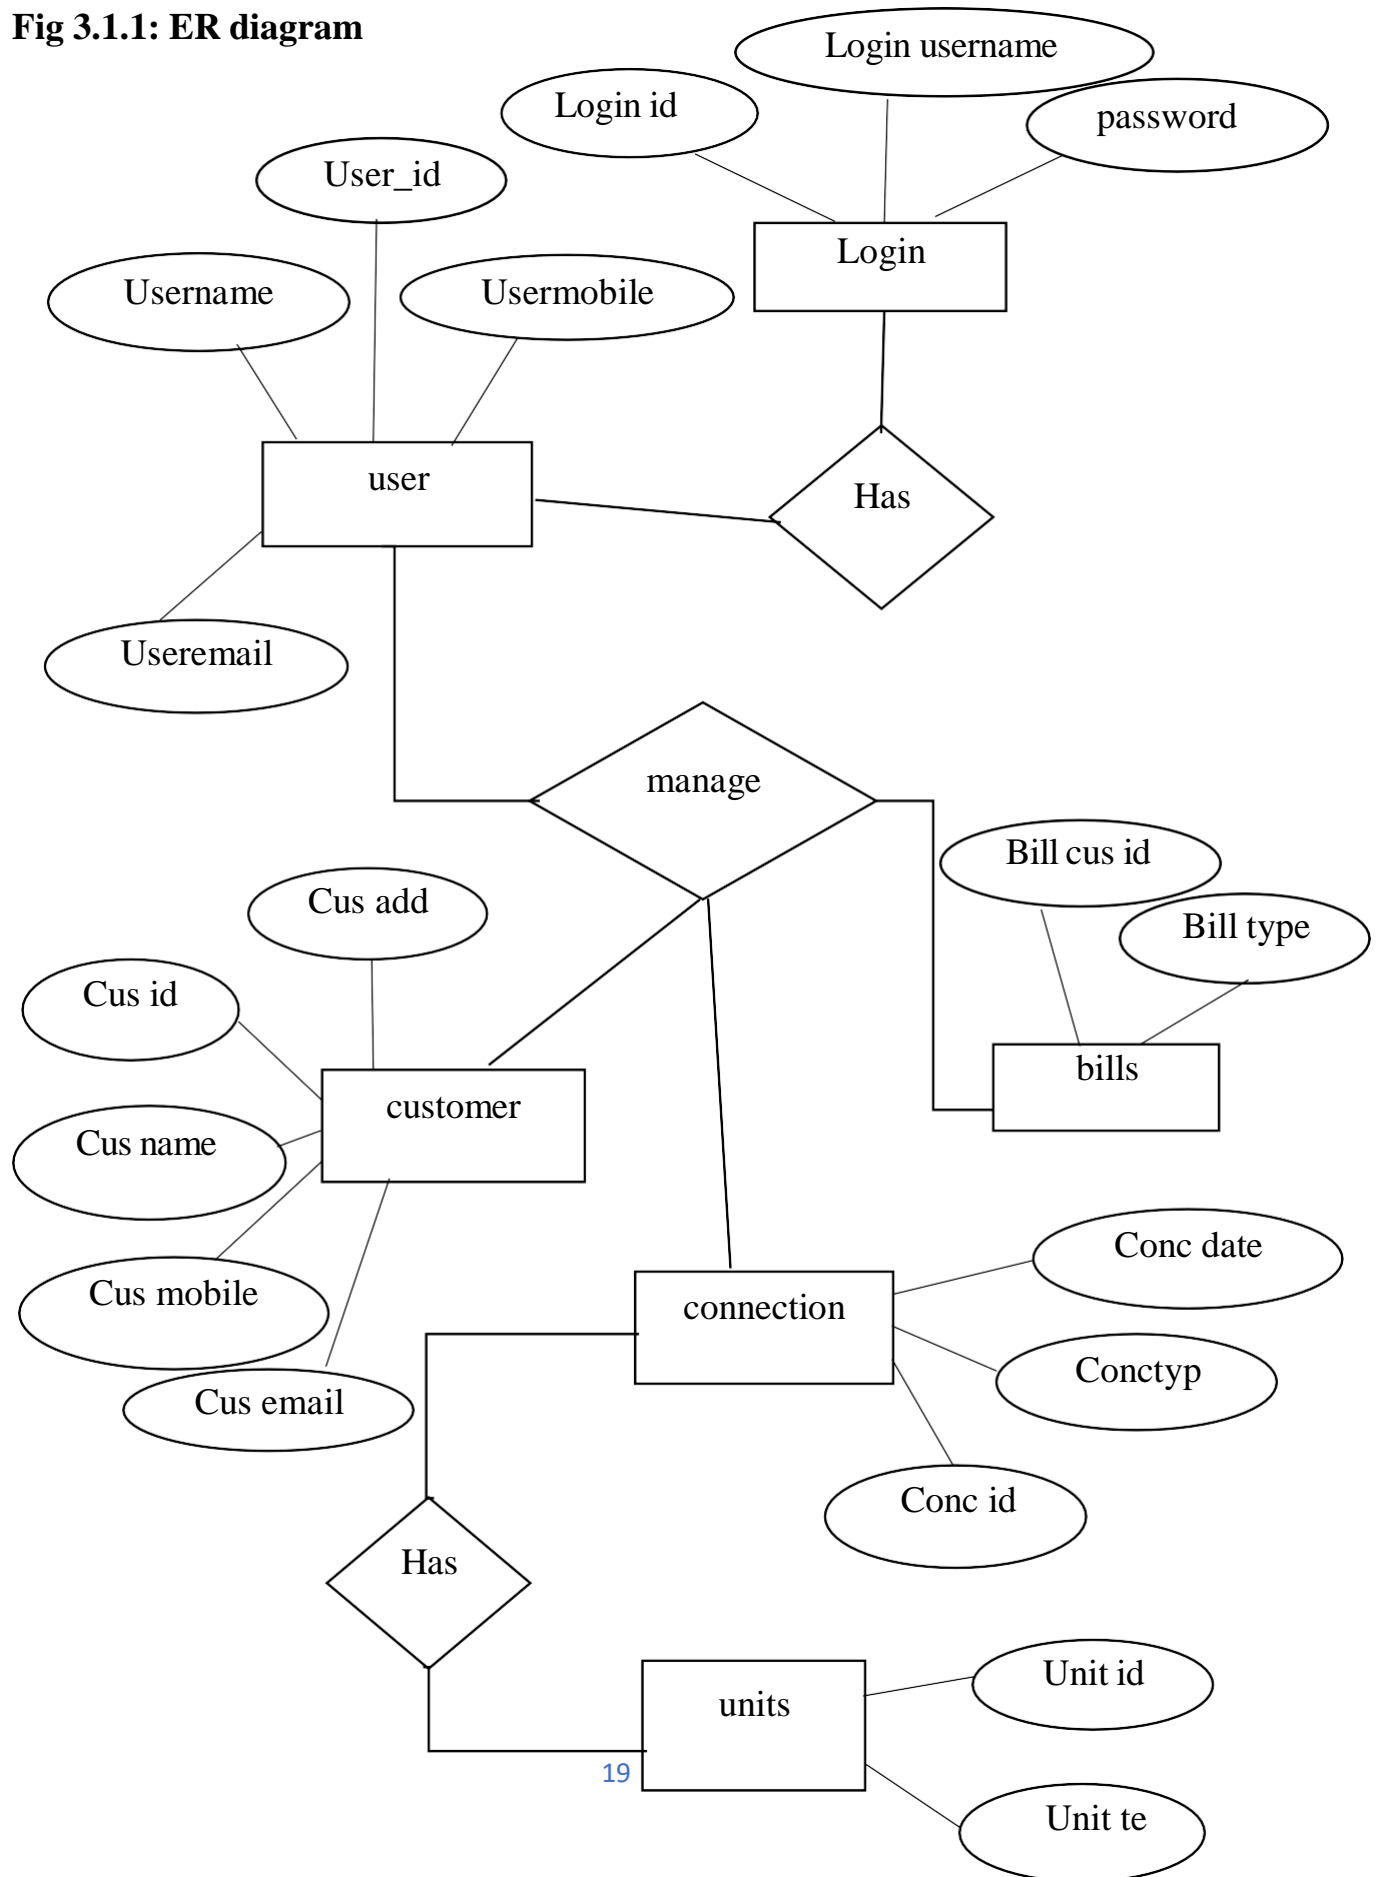 Fig 3.1.1: ER diagram
Login username
Login id
password
User_id
Login
Username
Usermobile
user
Has
Useremail
manage
Bill cus id
Cus add
Bill type
Cus id
bills
customer
Cus name
Conc date
Cus mobile
connection
Conctyp
Cus email
Conc id
Has
Unit id
units
19
Unit te